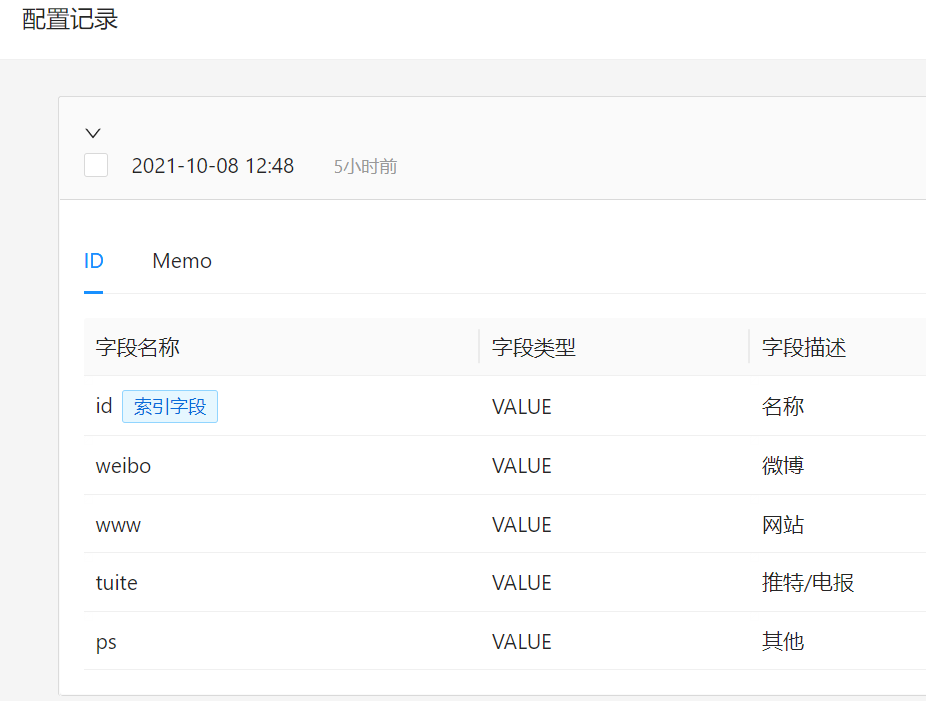 配置记录
2021-10-08 12:48 5小时前
ID Memo
字段名称 字段类型 字段描述
id 索引字段 VALUE 名称
weibo VALUE 微博
www VALUE 网站
tuite VALUE 推特/电报
ps VALUE 其他